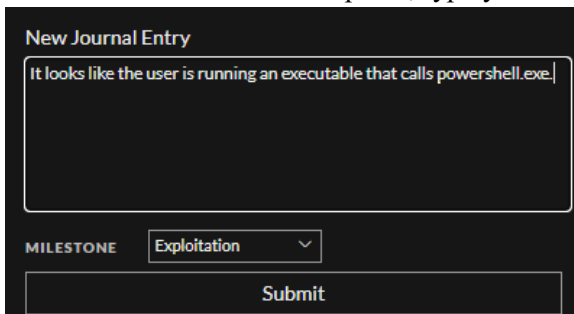 New Journal Entry
It looks like the user is running an executable that calls powershell.exe.
MILESTONE Exploitation
Submit